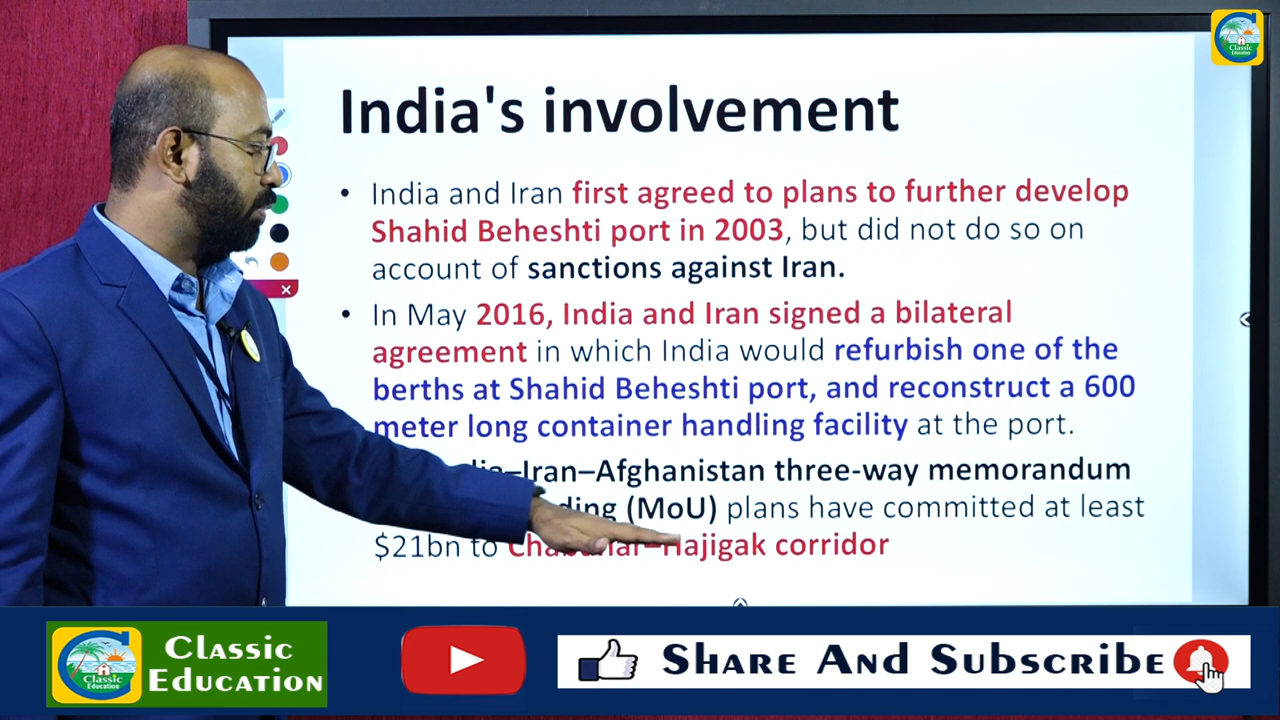 India's involvement
• India and Iran first agreed to plans to further develop
Shahid Beheshti port in 2003, but did not do so on
account of sanctions against Iran.
• In May 2016, India and Iran signed a bilateral
agreement in which India would refurbish one of the
berths at Shahid Beheshti port, and reconstruct a 600
meter long container handling facility at the port.
Iran–Afghanistan three-way memorandum
(MoU) plans have committed at least
$21bn to corridor
Classic
Education
Classic
Education
Classic
Education
Share And Subscribe